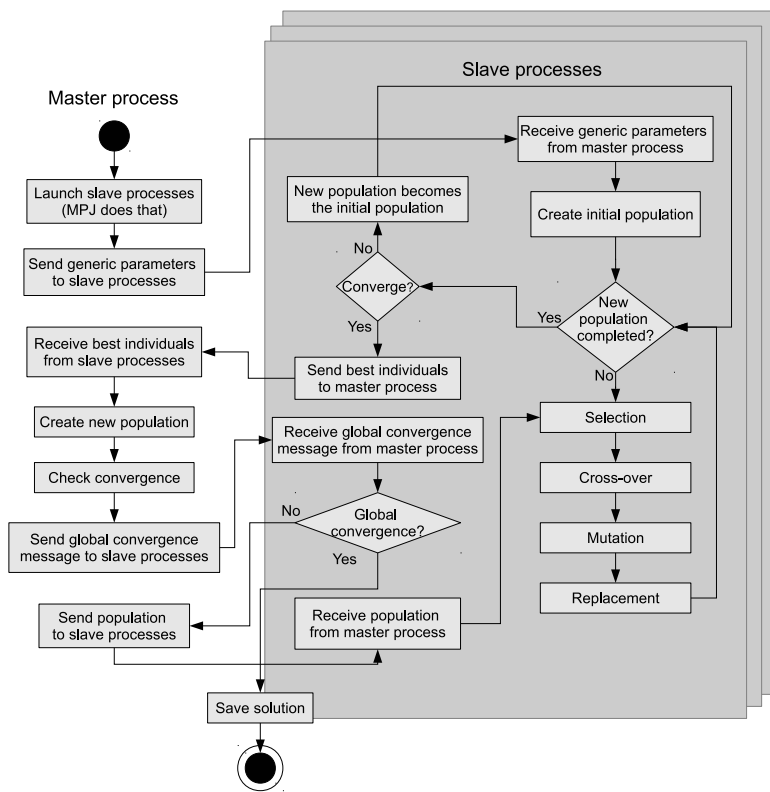 Slave processes
Master process
Receive generic parameters
from master process
Launch slave processes
(MPJ does that)
New population becomes
the initial population
Create initial population
Send generic parameters
to slave processes
No
Converge?
Yes
New
population
completed?
Yes
No
Receive best individuals
from slave processes
Send best individuals
to master process
Create new population
Receive global convergence
message from master process
Selection
Check convergence
Cross-over
Send global convergence
message to slave processes
No
Global
convergence?
Yes
Mutation
Send population
to slave processes
Receive population
from master process
Replacement
Save solution